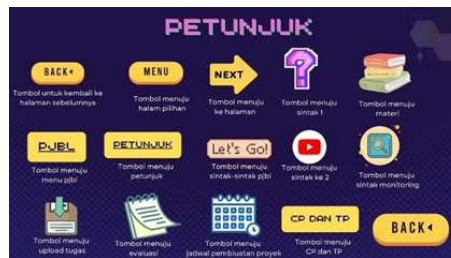 PETUNJUK
BACK
Tombol untuk kembali ke
halaman sebelumnya
MENU
Tombol menuju
halam pilihan
NEXT
Tombol menuju
ke halaman
?
Tombol menuju
sintak 1
Tombol menuju
materi
PJBL
Tombol menuju
menu pjbl
PETUNJUK
Tombol menuju
petunjuk
Let's Go!
Tombol menuju
sintak-sintak pjbl
Tombol menuju
sintak ke 2
Tombol menuju
sintak monitoring
Tombol menuju
upload tugas
Tombol menuju
evaluasi
Tombol menuju
jadwal pembuatan proyek
CP DAN TP
Tombol menuju
CP dan TP
BACK